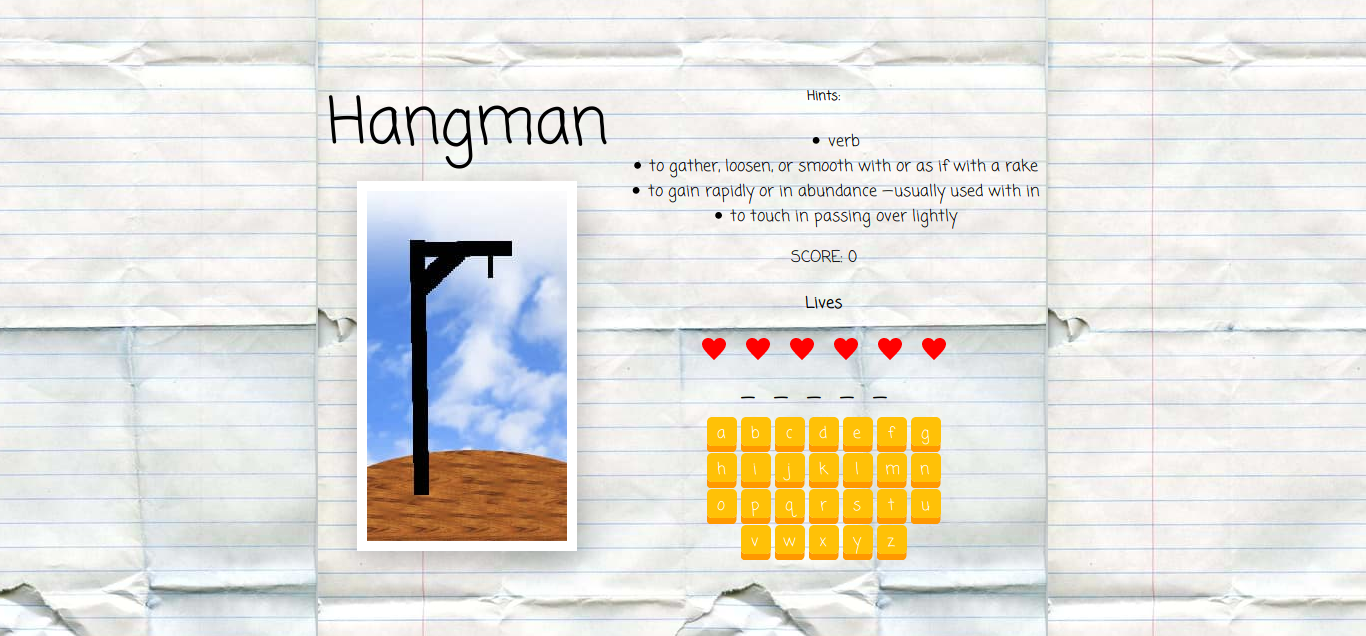 Hangman
Hints:
• verb
• to gather, loosen, or smooth with or as if with a rake
• to gain rapidly or in abundance —usually used with in
• to touch in passing over lightly
SCORE: 0
Lives
_ _ _ _ _
a b c d e f g
h i j k l m n
o p q r s t u
v w x y z